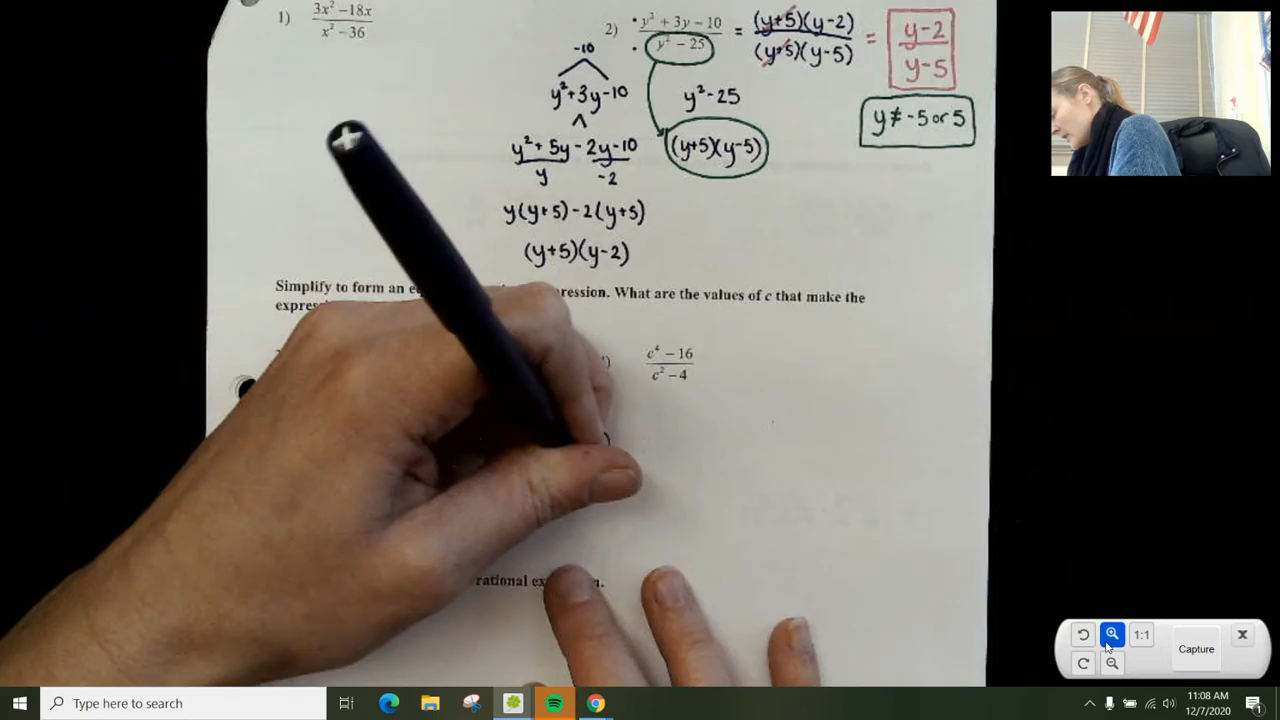 1) 3x² – 18x
x² – 36
2) y² + 3y – 10 = (y+5)(y-2) = y-2
y² – 25 (y+5)(y-5) y-5
-10
y²+3y-10 y²-25 y≠ -5 or 5
y²+ 5y - 2y-10 (y+5)(y-5)
y -2
y(y+5)-2(y+5)
(y+5)(y-2)
Simplify to form an ression. What are the values of c that make the
) c⁴ – 16
c² – 4
)
rational
1:1
Capture
Type here to search
11:08 AM
12/7/2020
1